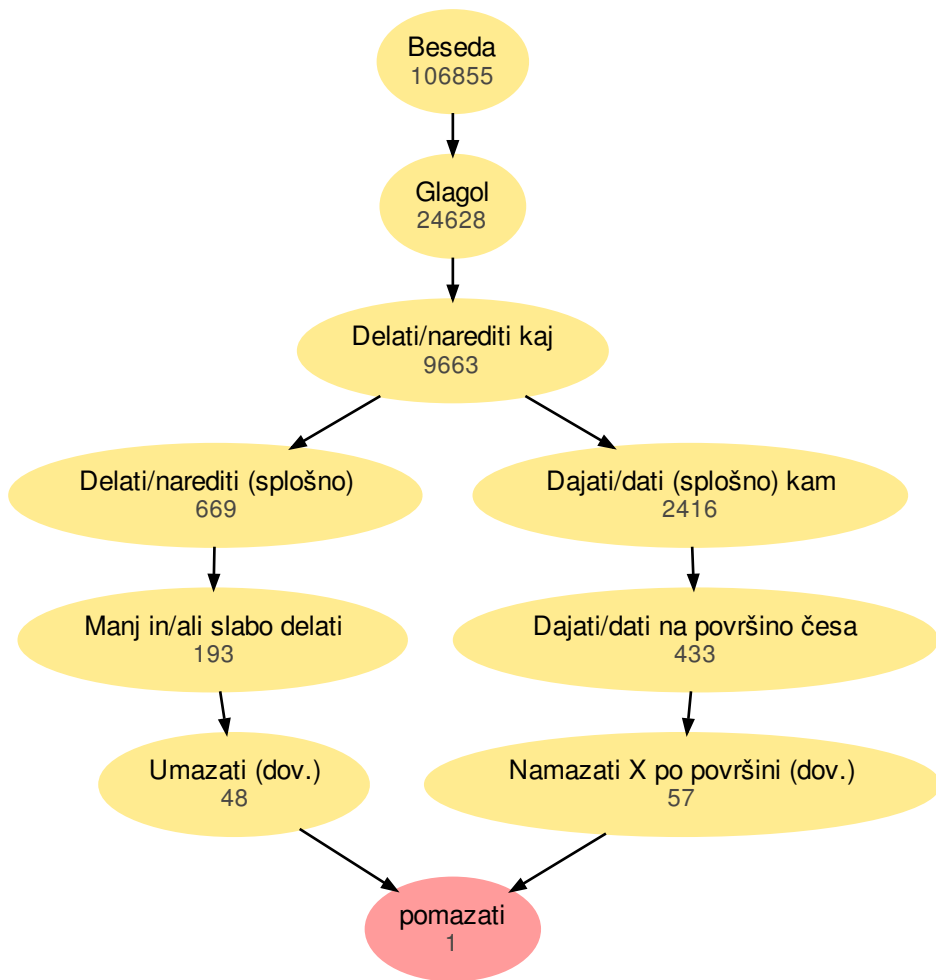 Beseda
106855
Glagol
24628
Delati/narediti kaj
9663
Delati/narediti (splošno)
669
Dajati/dati (splošno) kam
2416
Manj in/ali slabo delati
193
Dajati/dati na površino česa
433
Umazati (dov.)
48
Namazati X po površini (dov.)
57
pomazati
1